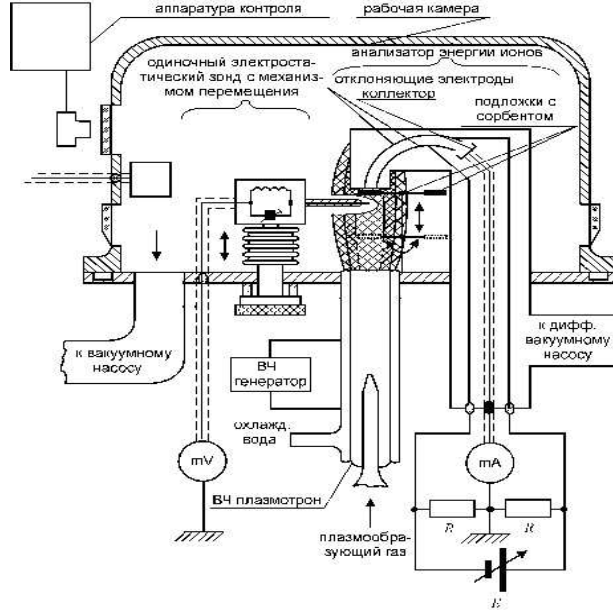 аппаратура контроля
рабочая камера
анализатор энергии ионов
одиночный электроста-
тический зонд с механиз-
мом перемещения
отклоняющие электроды
коллектор
подложки с
сорбентом
к вакуумному
насосу
ВЧ
генератор
к дифф.
вакуумному
насосу
охлажд.
вода
mV
mA
ВЧ плазмотрон
плазмообра-
зующий газ
R
R
E